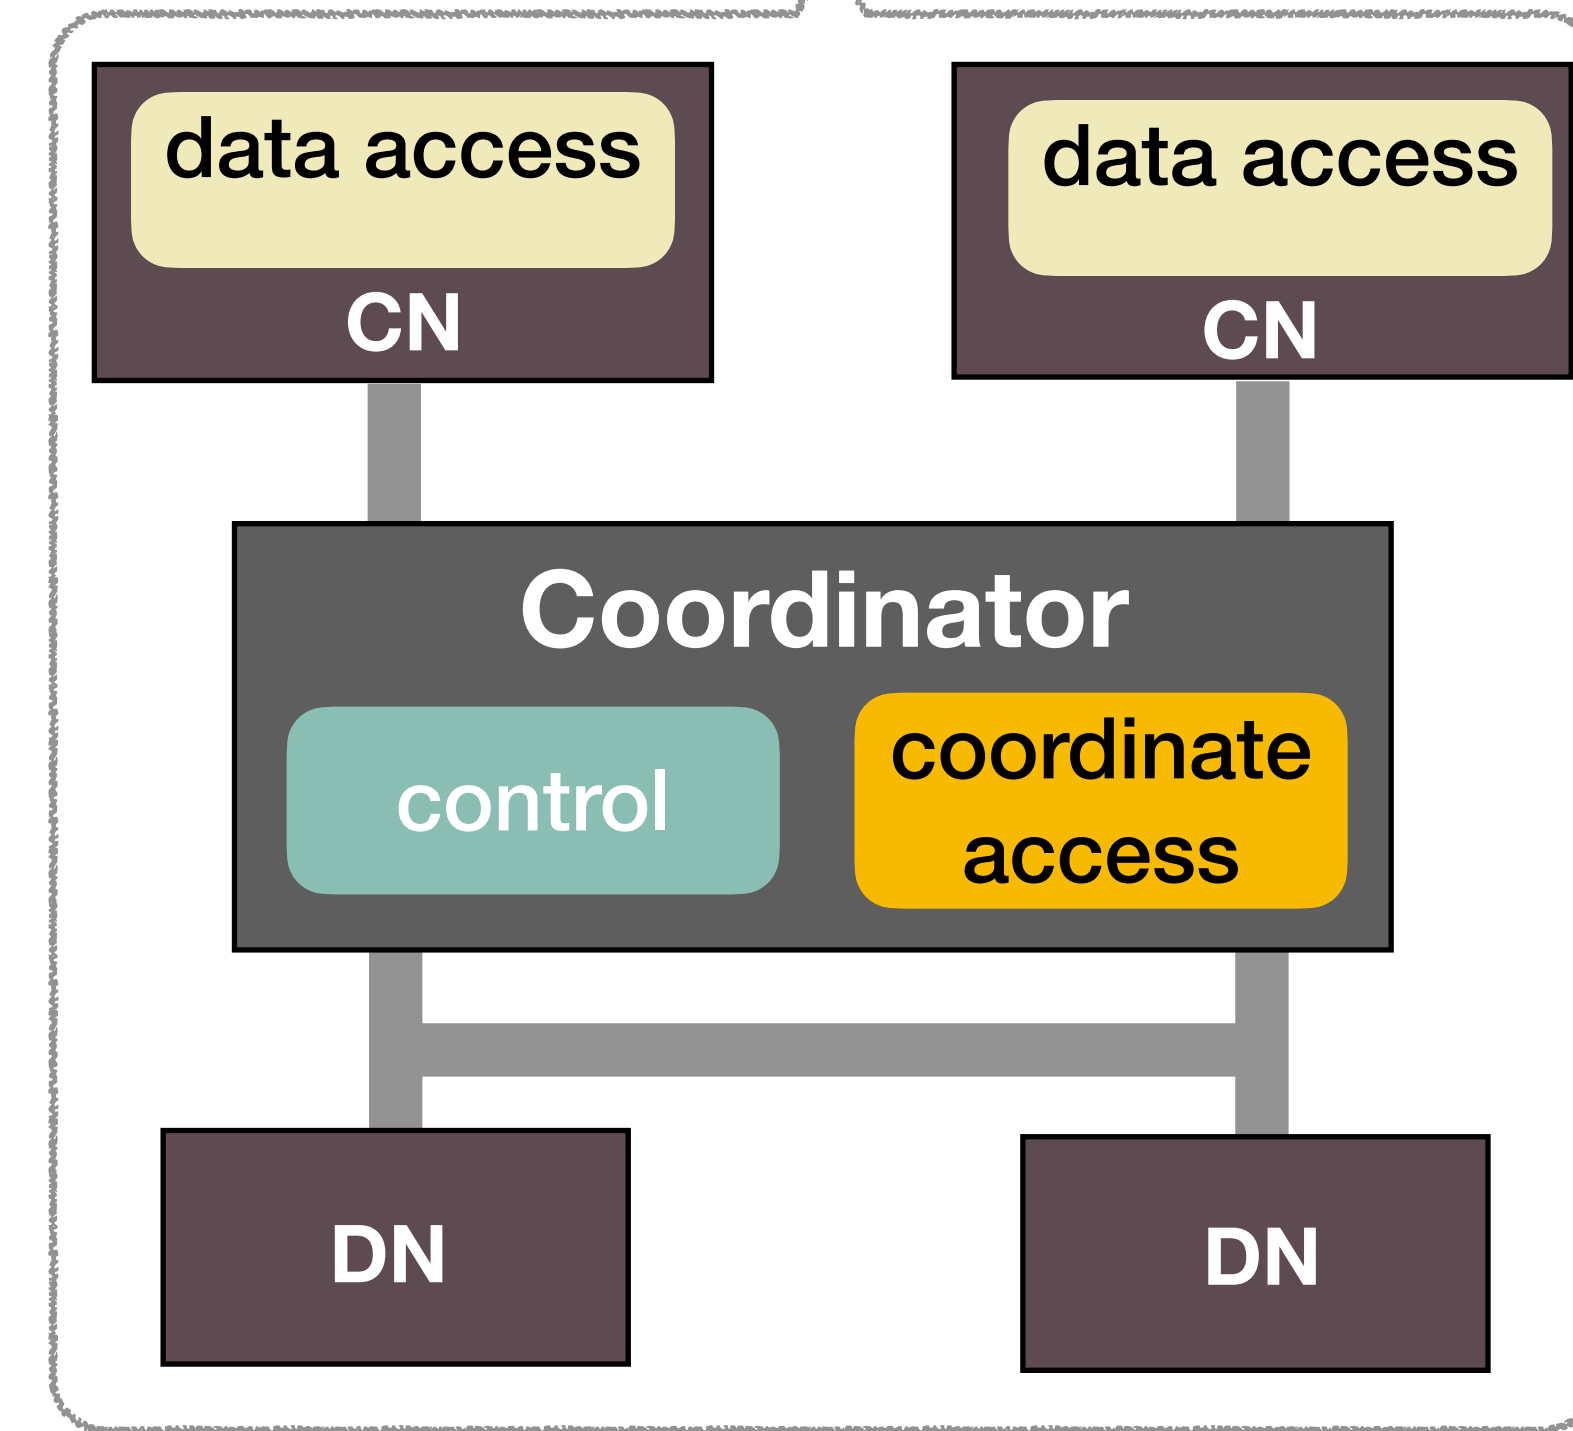 data access
data access
CN
CN
Coordinator
control
coordinate
access
DN
DN